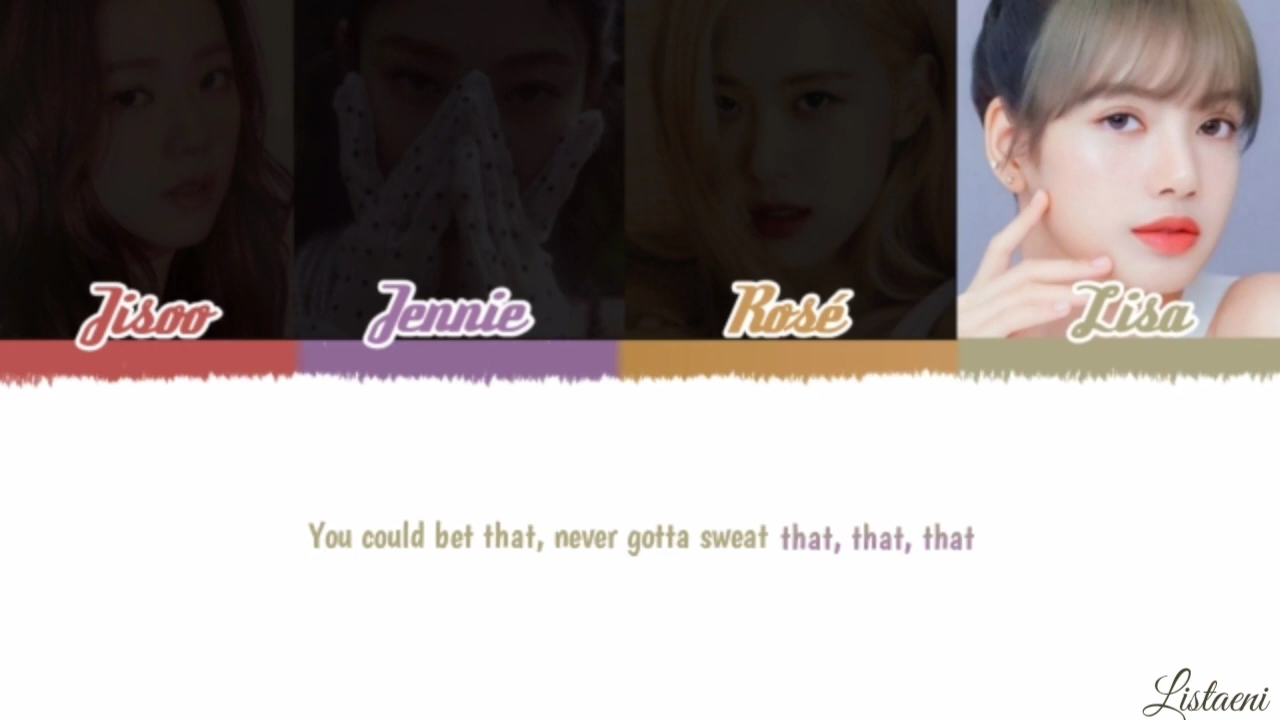 Jisoo Jennie Rosé Lisa
You could bet that, never gotta sweat that, that, that
Listaeni